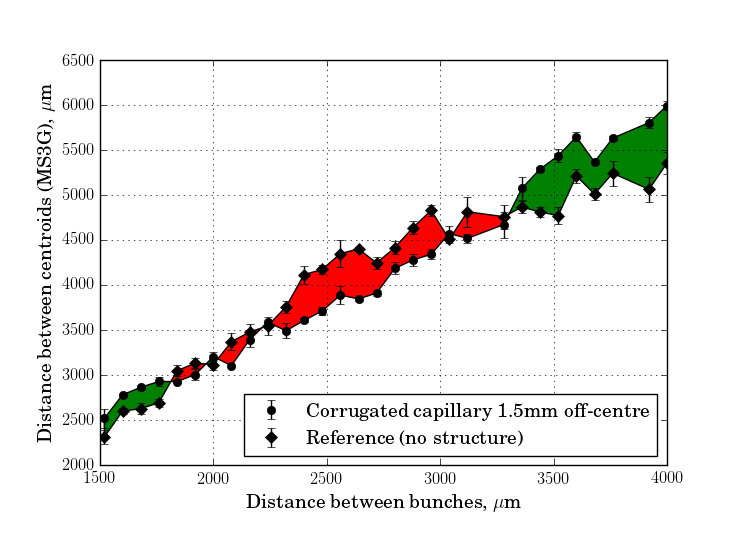 6500
6000
5500
5000
4500
4000
3500
3000
2500
2000
Distance between centroids (MS3G), μm
Corrugated capillary 1.5mm off-centre
Reference (no structure)
1500 2000 2500 3000 3500 4000
Distance between bunches, μm